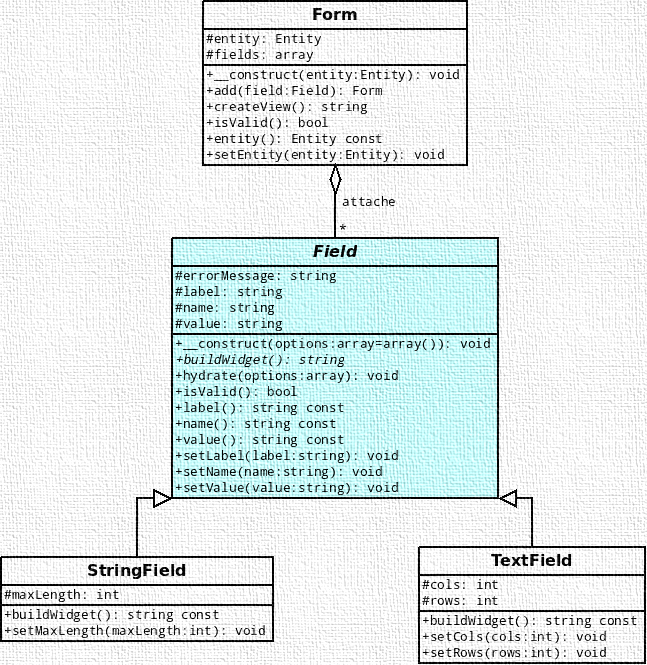 Form
#entity: Entity
#fields: array
+__construct(entity:Entity): void
+add(field:Field): Form
+createView(): string
+isValid(): bool
+entity(): Entity const
+setEntity(entity:Entity): void
attache
*
Field
#errorMessage: string
#label: string
#name: string
#value: string
+__construct(options:array=array()): void
+buildWidget(): string
+hydrate(options:array): void
+isValid(): bool
+label(): string const
+name(): string const
+value(): string const
+setLabel(label:string): void
+setName(name:string): void
+setValue(value:string): void
StringField
#maxLength: int
+buildWidget(): string const
+setMaxLength(maxLength:int): void
TextField
#cols: int
#rows: int
+buildWidget(): string const
+setCols(cols:int): void
+setRows(rows:int): void